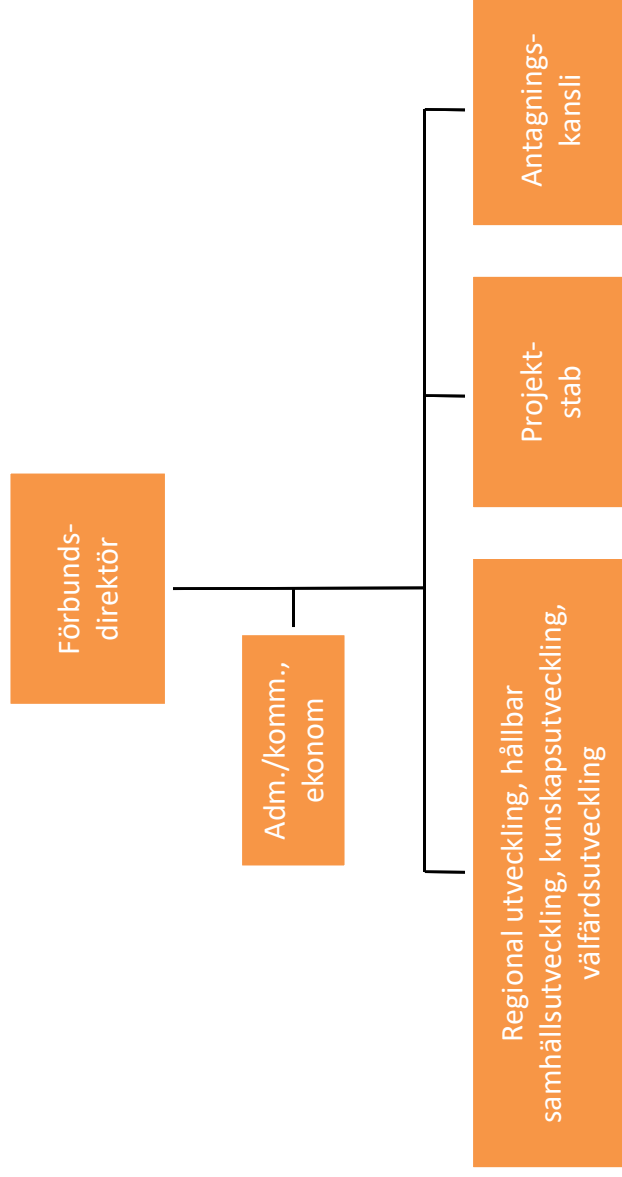 Förbunds-
direktör
Adm./komm.,
ekonom
Regional utveckling, hållbar
samhällsutveckling, kunskapsutveckling,
välfärdsutveckling
Projekt-
stab
Antagnings-
kansli